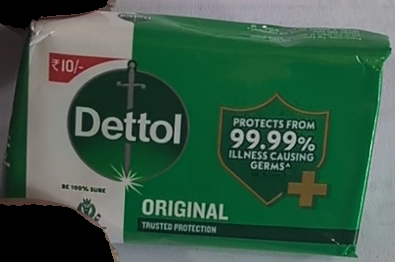 ₹10/-
Dettol
BE 100% SURE
PROTECTS FROM
99.99%
ILLNESS CAUSING
GERMS^
ORIGINAL
TRUSTED PROTECTION